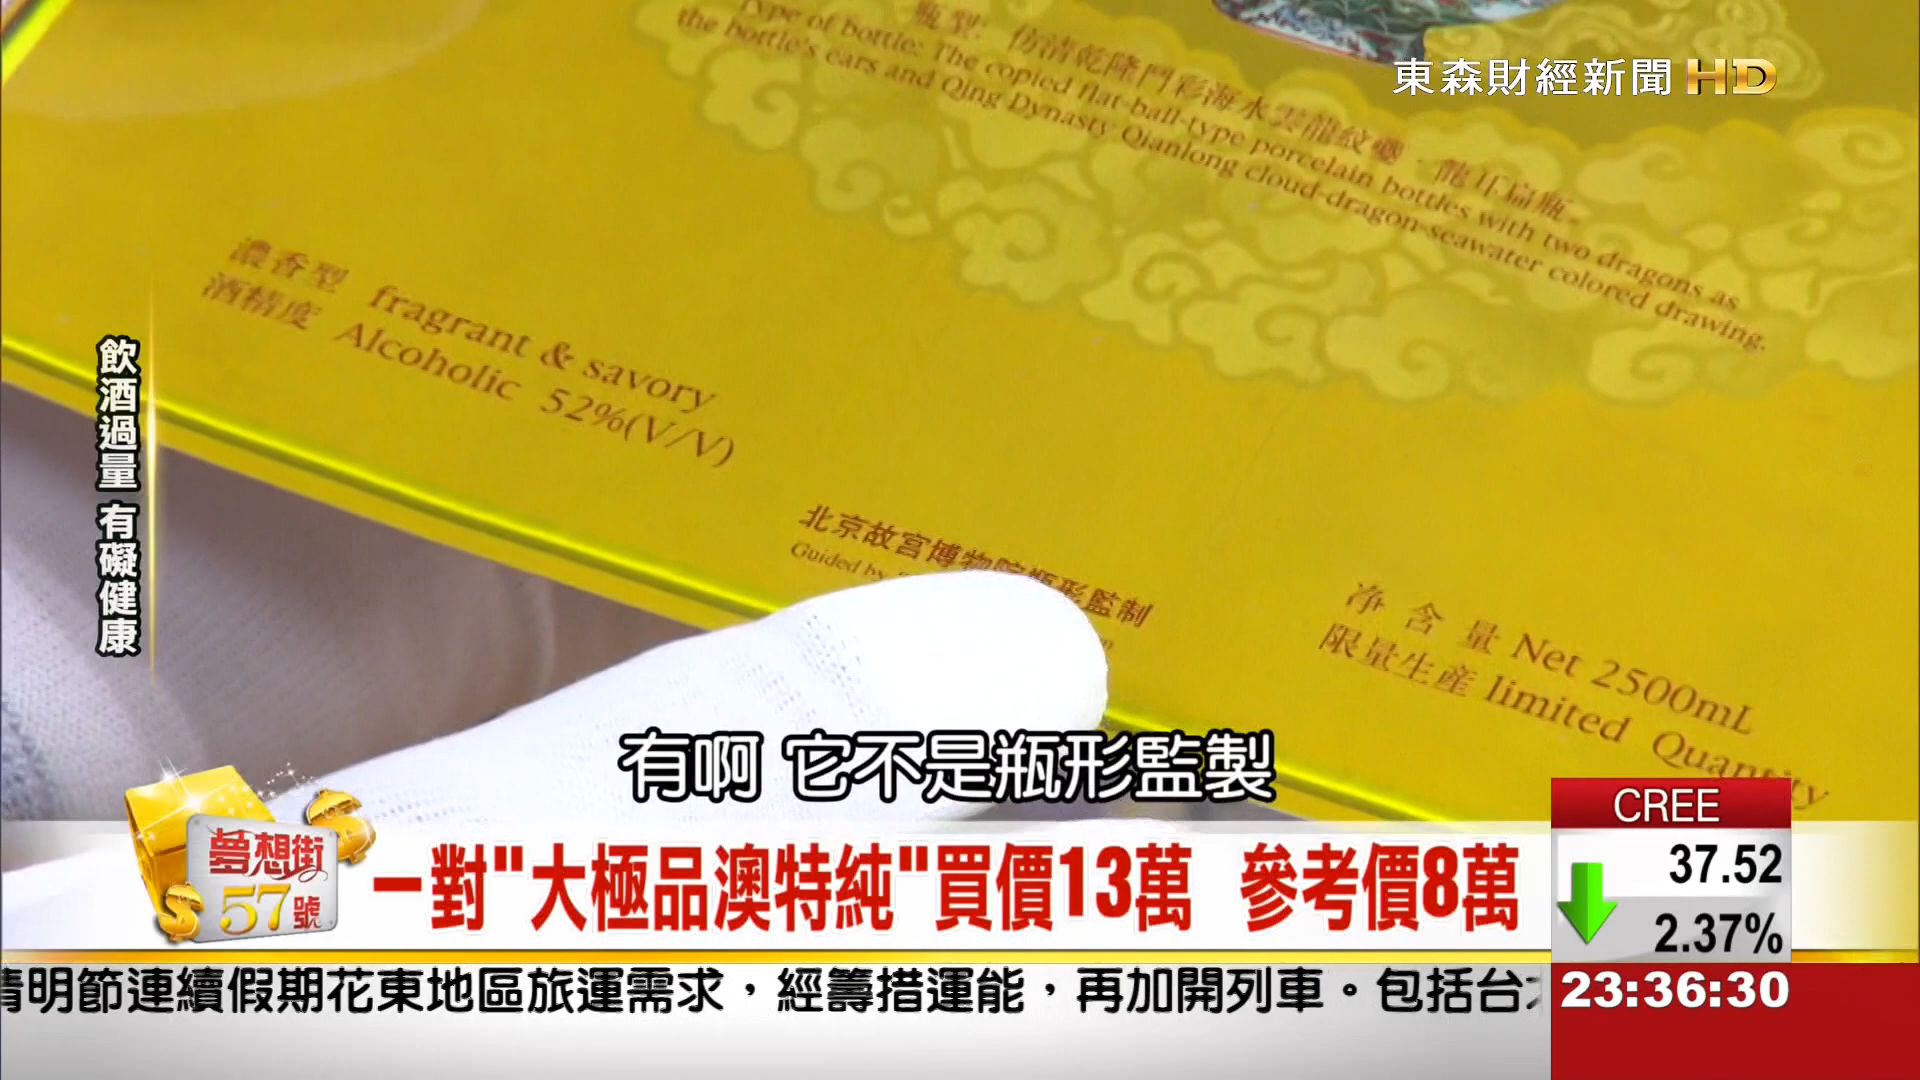 瓶型: 仿清乾隆鬥彩海水雲龍紋夔‧龍耳扁瓶。
Type of bottle: The copied flat-ball-type porcelain bottles with two dragons as
the bottle's ears and Qing Dynasty Qianlong cloud-dragon-seawater colored drawing.
東森財經新聞HD
濃香型 fragrant & savory
酒精度 Alcoholic 52%(V/V)
飲酒過量 有礙健康
北京故宮博物院瓶形監制
Guided by
净 含 量 Net 2500mL
限量生產 limited Quantity
有啊 它不是瓶形監製
夢想街
57號
一對"大極品澳特純"買價13萬 參考價8萬
CREE
37.52
2.37%
清明節連續假期花東地區旅運需求，經籌措運能，再加開列車。包括台
23:36:30